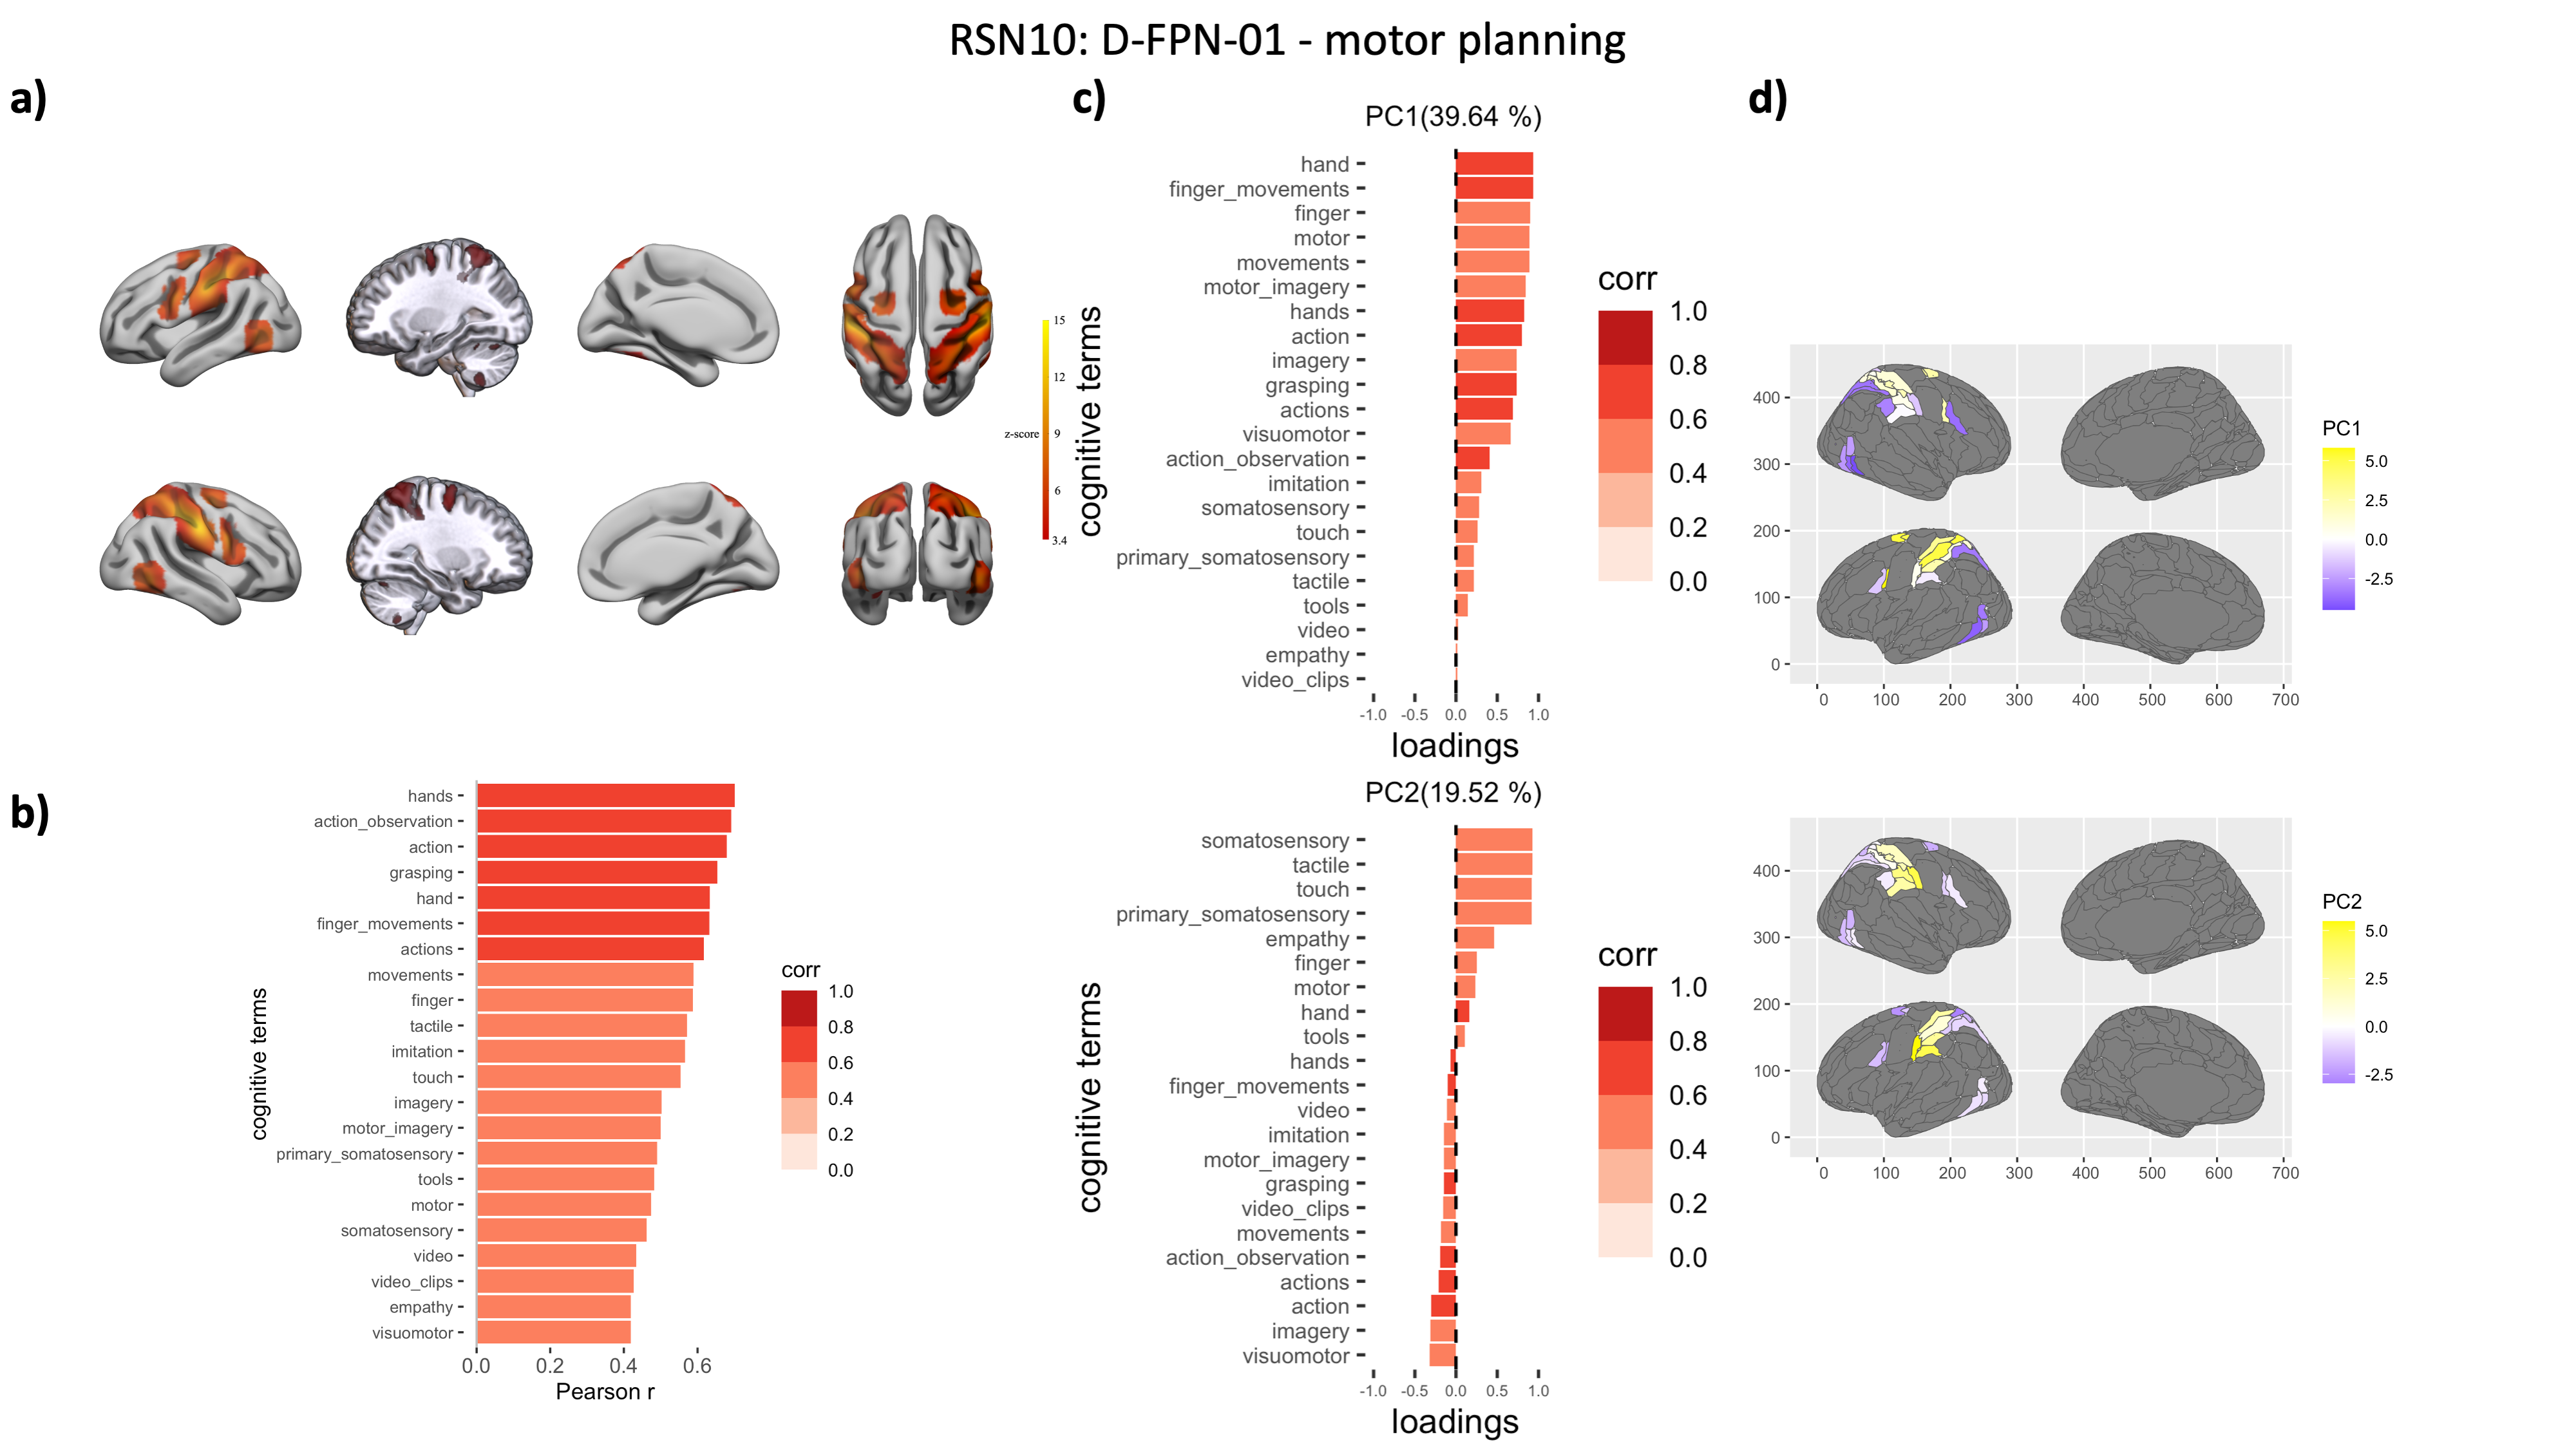 RSN10: D-FPN-01 - motor planning
a)
z-score
15
12
9
6
3.4
b)
cognitive terms
hands
action_observation
action
grasping
hand
finger_movements
actions
movements
finger
tactile
imitation
touch
imagery
motor_imagery
primary_somatosensory
tools
motor
somatosensory
video
video_clips
empathy
visuomotor
0.0 0.2 0.4 0.6
Pearson r
corr
1.0
0.8
0.6
0.4
0.2
0.0
c)
PC1(39.64 %)
cognitive terms
hand
finger_movements
finger
motor
movements
motor_imagery
hands
action
imagery
grasping
actions
visuomotor
action_observation
imitation
somatosensory
touch
primary_somatosensory
tactile
tools
video
empathy
video_clips
-1.0 -0.5 0.0 0.5 1.0
loadings
corr
1.0
0.8
0.6
0.4
0.2
0.0
PC2(19.52 %)
cognitive terms
somatosensory
tactile
touch
primary_somatosensory
empathy
finger
motor
hand
tools
hands
finger_movements
video
imitation
motor_imagery
grasping
video_clips
movements
action_observation
actions
action
imagery
visuomotor
-1.0 -0.5 0.0 0.5 1.0
loadings
corr
1.0
0.8
0.6
0.4
0.2
0.0
d)
400
300
200
100
0
0 100 200 300 400 500 600 700
PC1
5.0
2.5
0.0
-2.5
400
300
200
100
0
0 100 200 300 400 500 600 700
PC2
5.0
2.5
0.0
-2.5